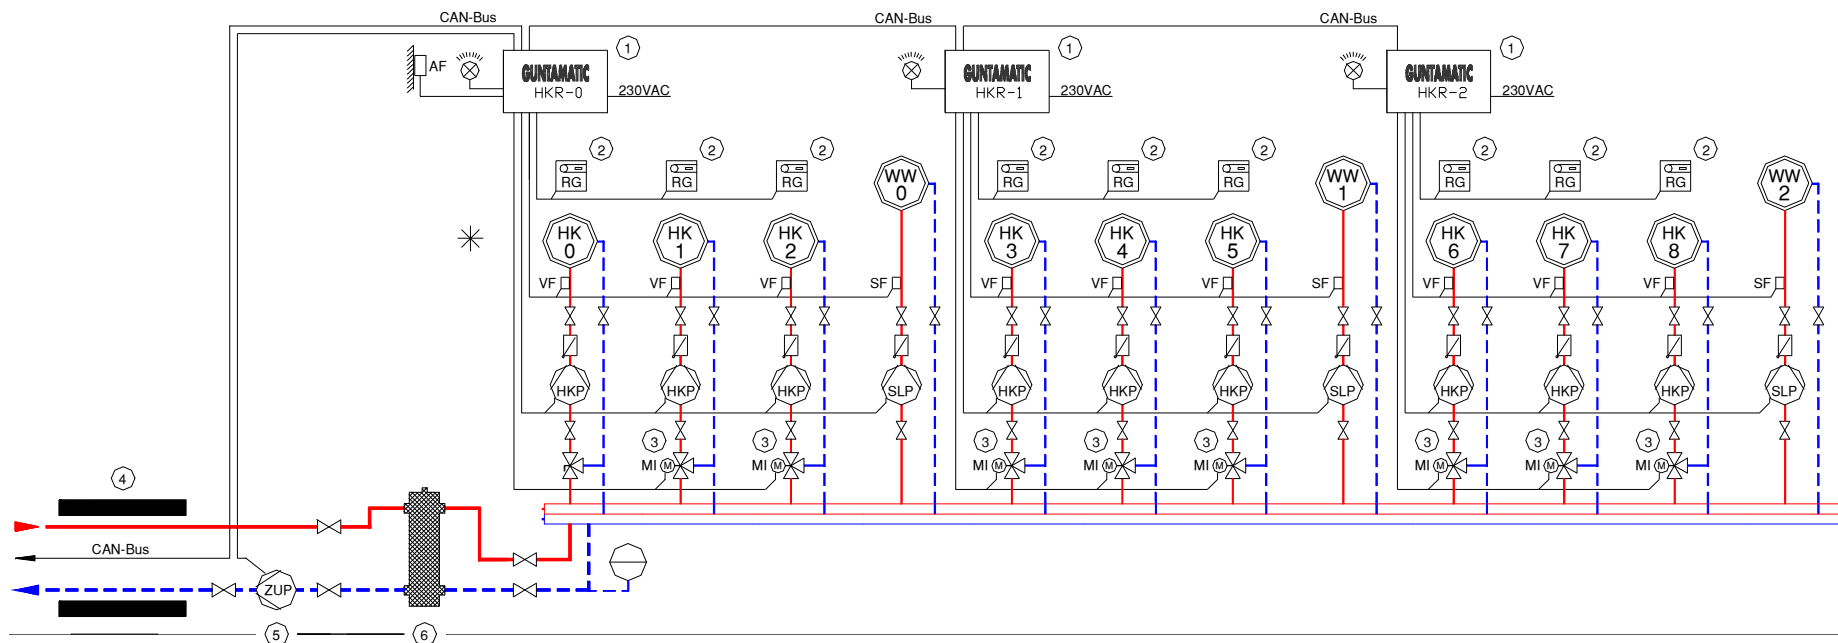 CAN-Bus CAN-Bus CAN-Bus
1 1 1
AF GUNTAMATIC GUNTAMATIC GUNTAMATIC
HKR-0 230VAC HKR-1 230VAC HKR-2 230VAC
2 2 2 2 2 2 2 2 2
RG RG RG WW RG RG RG WW RG RG RG WW
0 1 2
HK HK HK HK HK HK HK HK HK
0 1 2 3 4 5 6 7 8
VF VF VF SF VF VF VF SF VF VF VF SF
HKP HKP HKP SLP HKP HKP HKP SLP HKP HKP HKP SLP
3 3 3 3 3 3 3 3
MI M MI M MI M MI M MI M MI M MI M MI M
4
CAN-Bus
ZUP
5 6